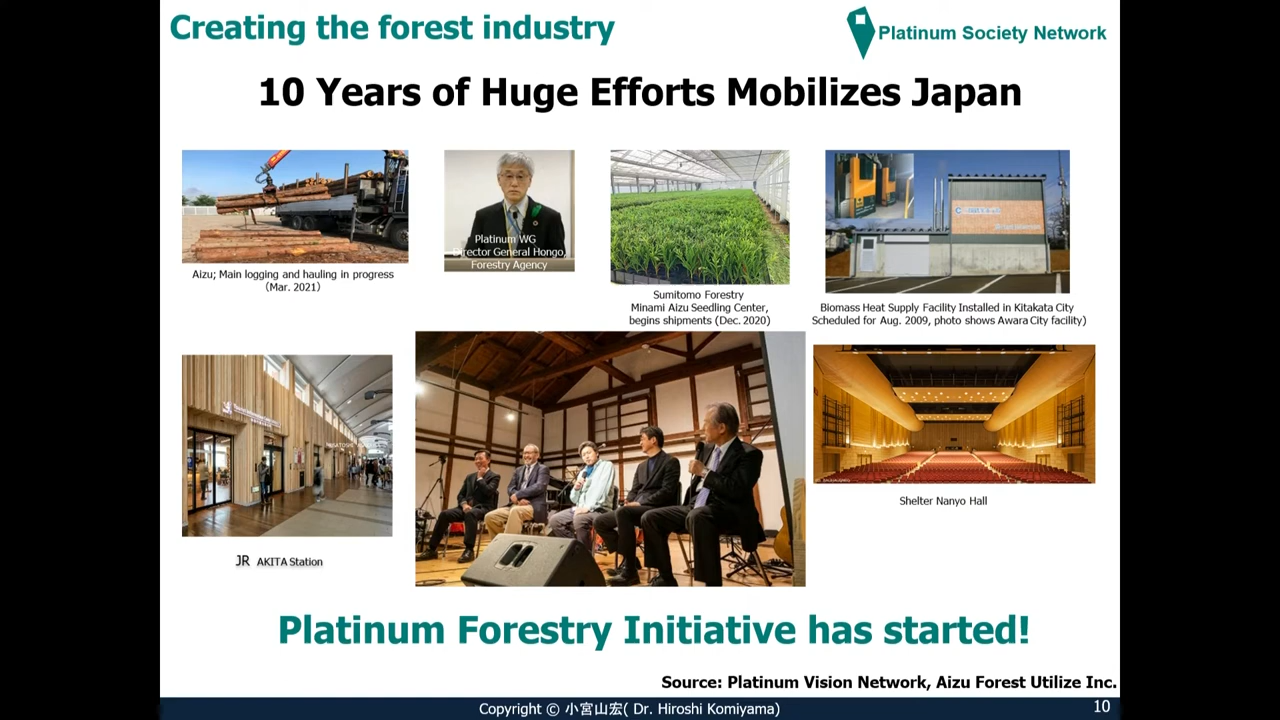 Creating the forest industry
Platinum Society Network
10 Years of Huge Efforts Mobilizes Japan
Aizu; Main logging and hauling in progress
(Mar. 2021)
Platinum WG
Director General Hongo,
Forestry Agency
Sumitomo Forestry
Minami Aizu Seedling Center,
begins shipments (Dec. 2020)
Biomass Heat Supply Facility Installed in Kitakata City
Scheduled for Aug. 2009, photo shows Awara City facility)
JR AKITA Station
Shelter Nanyo Hall
Platinum Forestry Initiative has started!
Source: Platinum Vision Network, Aizu Forest Utilize Inc.
Copyright © 小宮山宏( Dr. Hiroshi Komiyama)
10